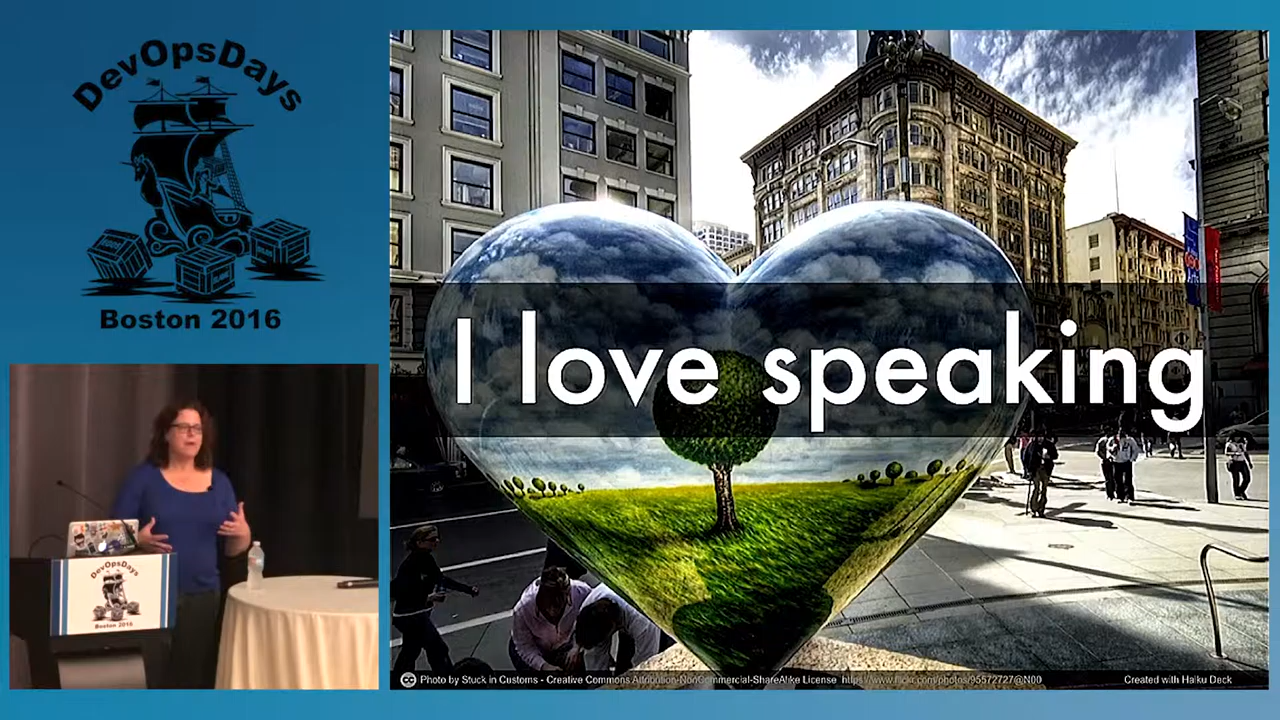 DevOpsDays
Boston 2016
I love speaking
DevOpsDays
Boston 2016
Photo by Stuck in Customs - Creative Commons Attribution-NonCommercial-ShareAlike License https://www.flickr.com/photos/95572727@N00
Created with Haiku Deck